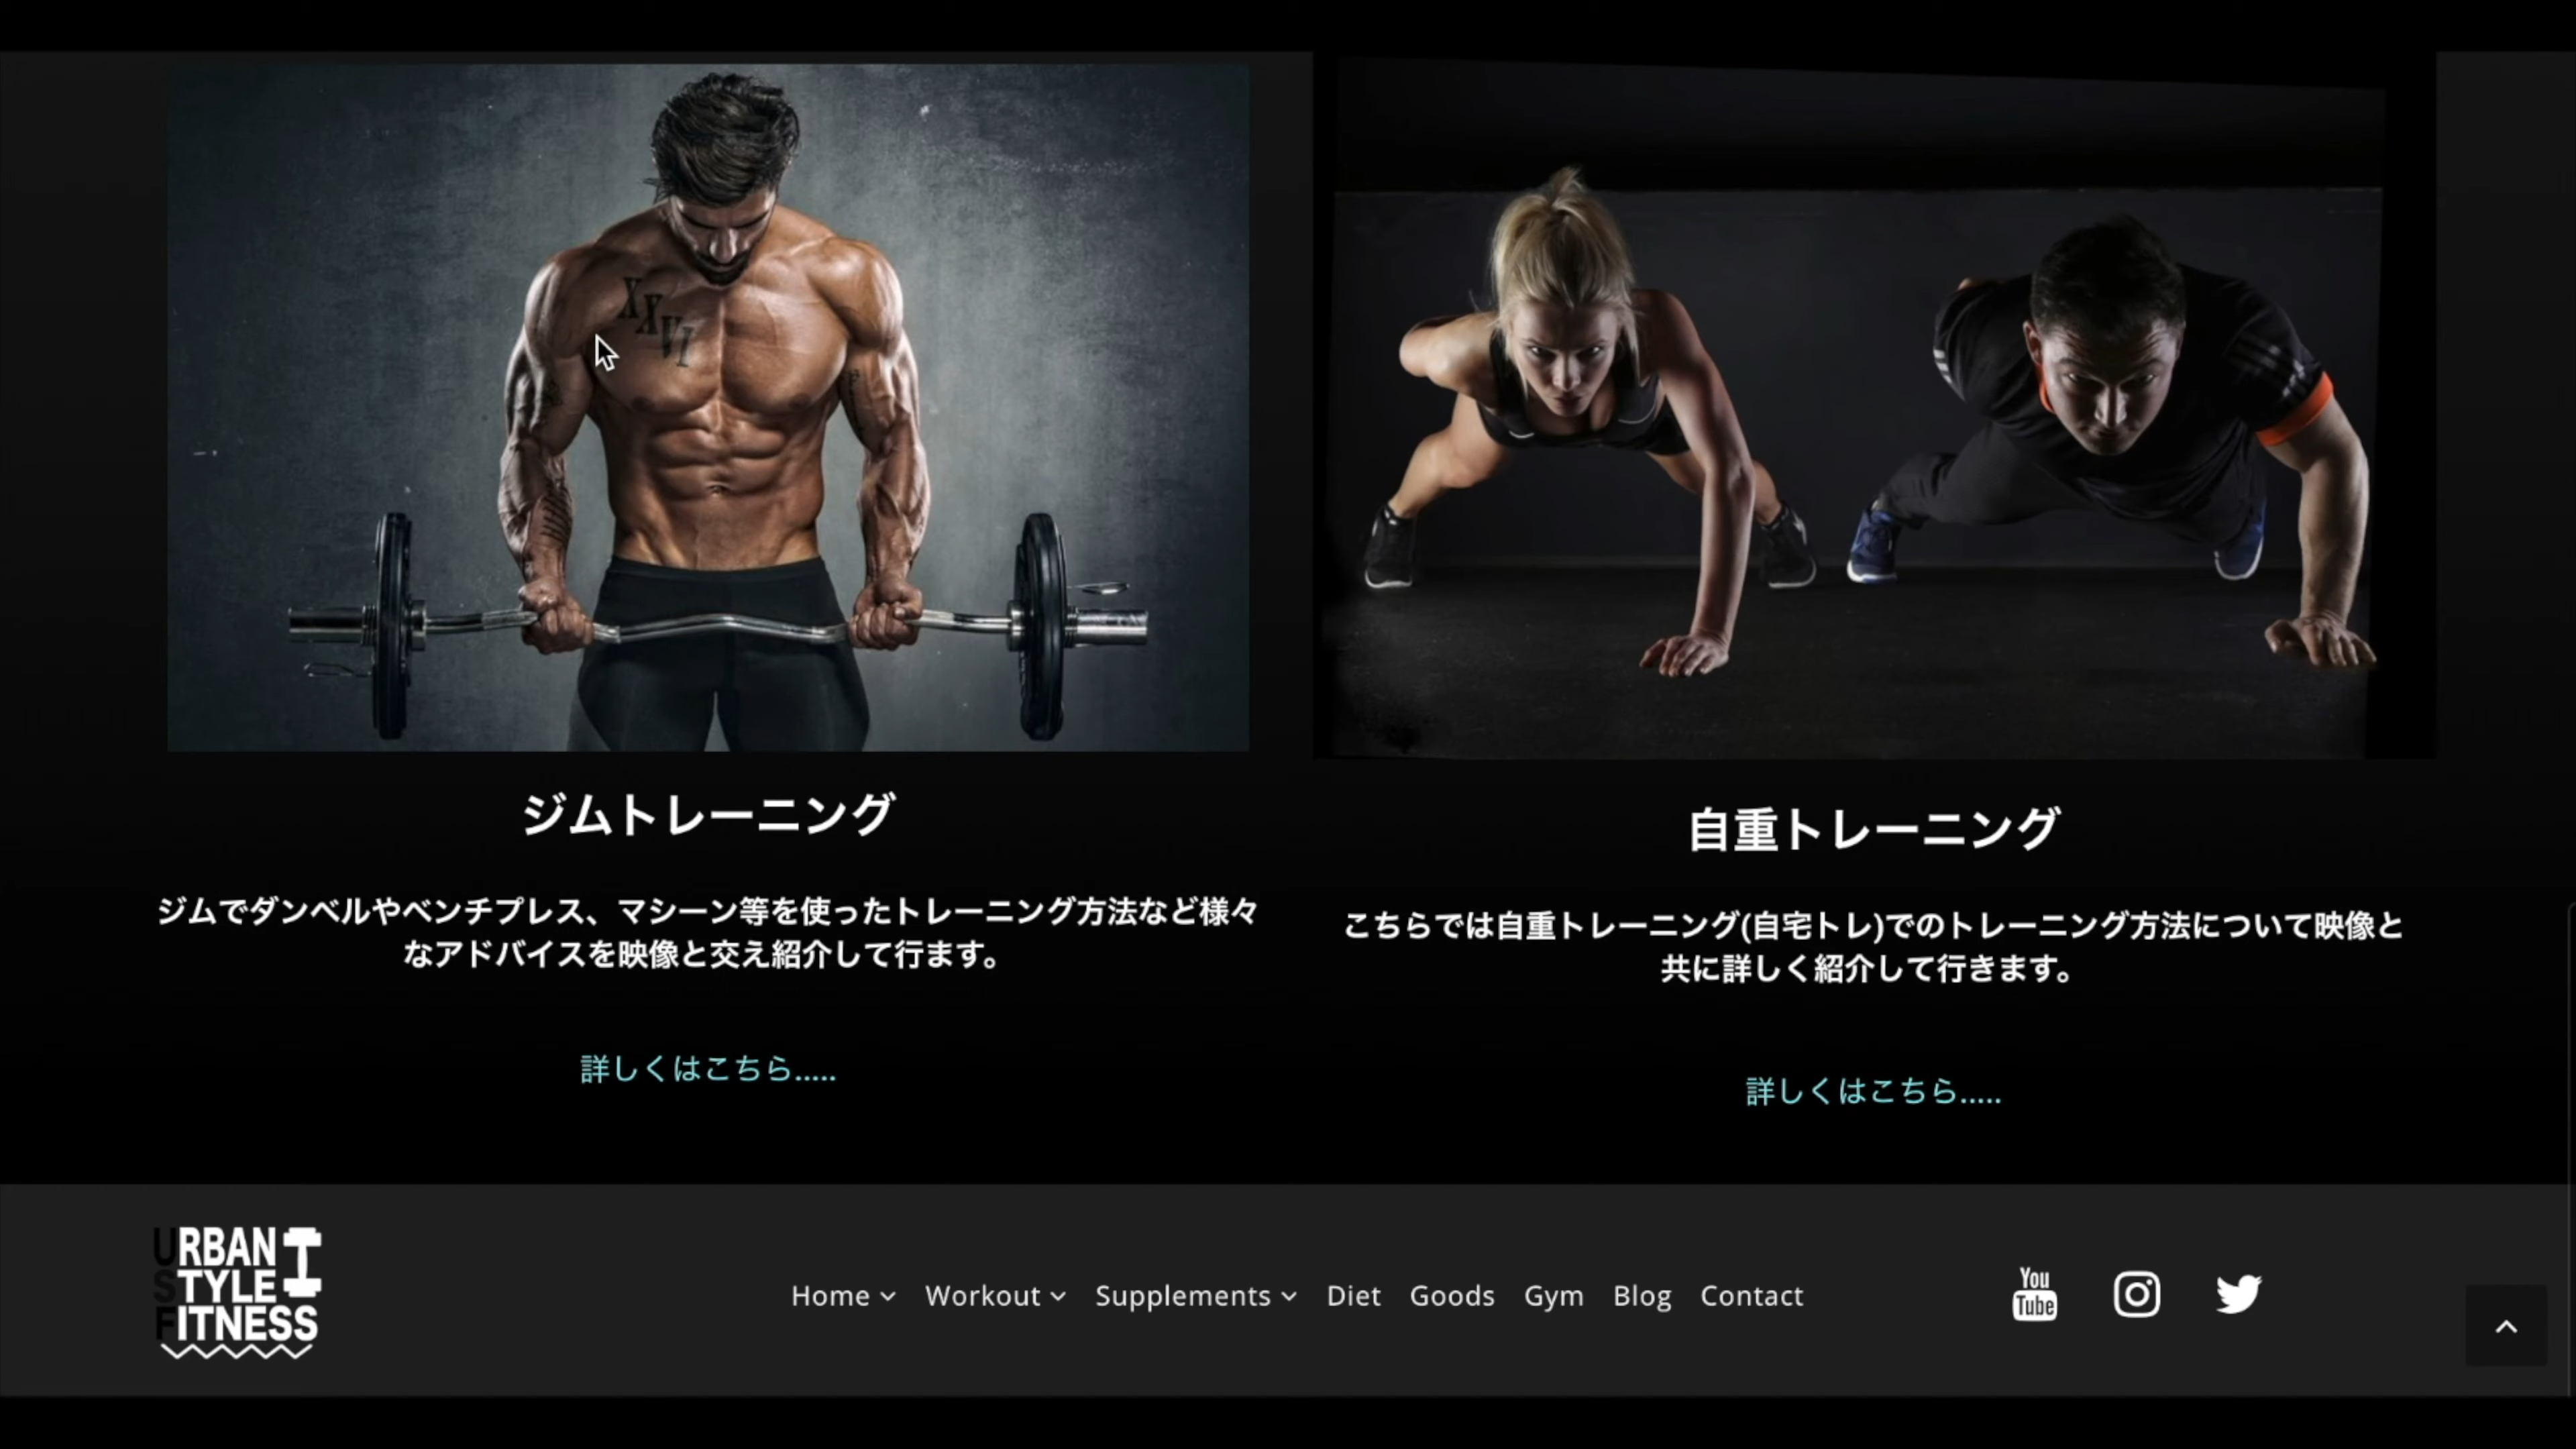 XXVI
ジムトレーニング
ジムでダンベルやベンチプレス、マシーン等を使ったトレーニング方法など様々
なアドバイスを映像と交え紹介して行ます。
詳しくはこちら.....
自重トレーニング
こちらでは自重トレーニング(自宅トレ)でのトレーニング方法について映像と
共に詳しく紹介して行きます。
詳しくはこちら.....
URBAN
STYLE
FITNESS
Home Workout Supplements Diet Goods Gym Blog Contact
You
Tube